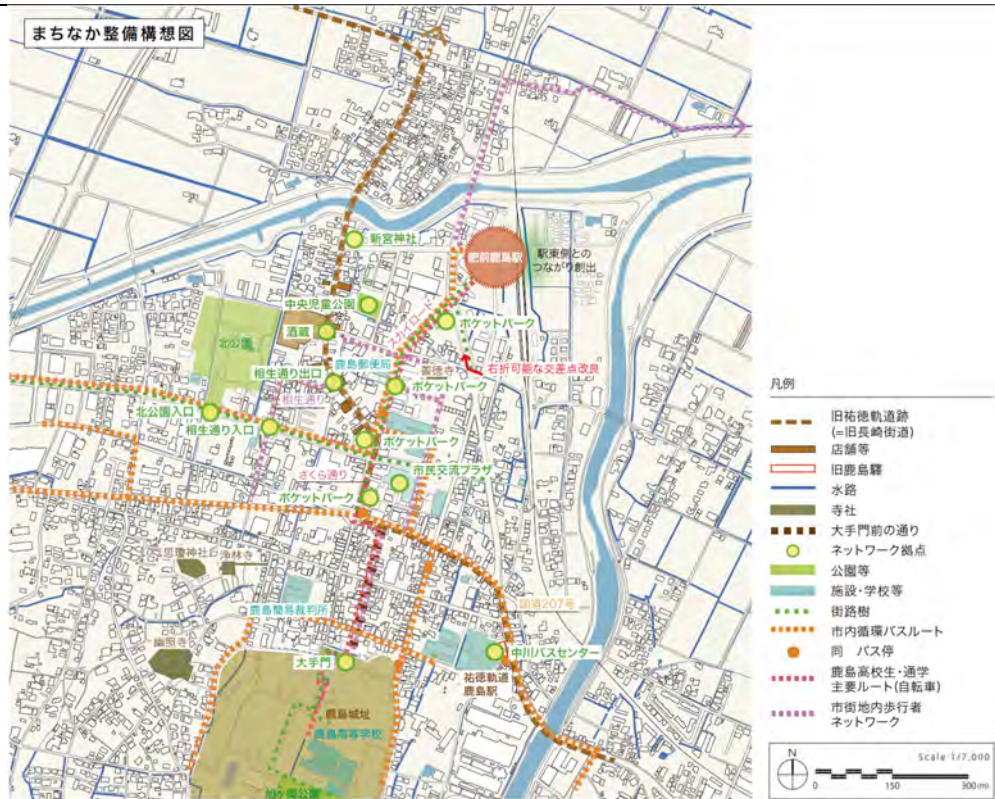 まちなか整備構想図
新宮神社
肥前鹿島駅
駅東側との
つながり創出
中央児童公園
ポケットパーク
酒蔵
北公園
鹿島郵便局
善徳寺
右折可能な交差点改良
相生通り出口
ポケットパーク
相生通り
北公園入口
相生通り入口
ポケットパーク
さくら通り
市民交流プラザ
ポケットパーク
浄林寺
国道207号
鹿島簡易裁判所
大手門
中川バスセンター
祐徳軌道
鹿島駅
鹿島城址
鹿島高等学校
旭ヶ岡公園
凡例
旧祐徳軌道跡
(=旧長崎街道)
店舗等
旧鹿島驛
水路
寺社
大手門前の通り
ネットワーク拠点
公園等
施設・学校等
街路樹
市内循環バスルート
同 バス停
鹿島高校生・通学
主要ルート(自転車)
市街地内歩行者
ネットワーク
N
Scale 1/7,000
0 150 300(m)